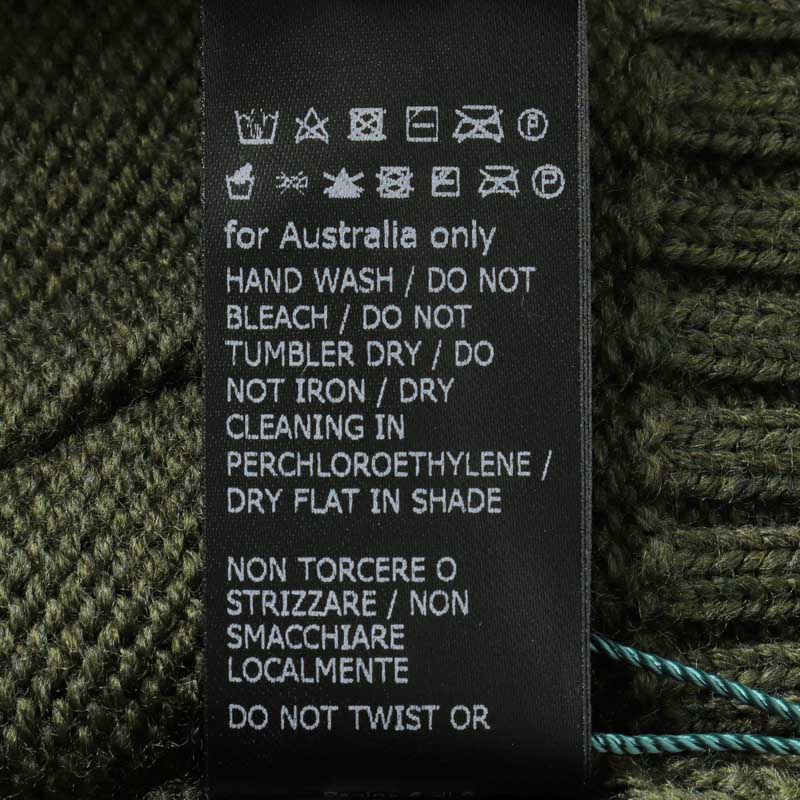 for Australia only
HAND WASH / DO NOT
BLEACH / DO NOT
TUMBLER DRY / DO
NOT IRON / DRY
CLEANING IN
PERCHLOROETHYLENE /
DRY FLAT IN SHADE
NON TORCERE O
STRIZZARE / NON
SMACCHIARE
LOCALMENTE
DO NOT TWIST OR